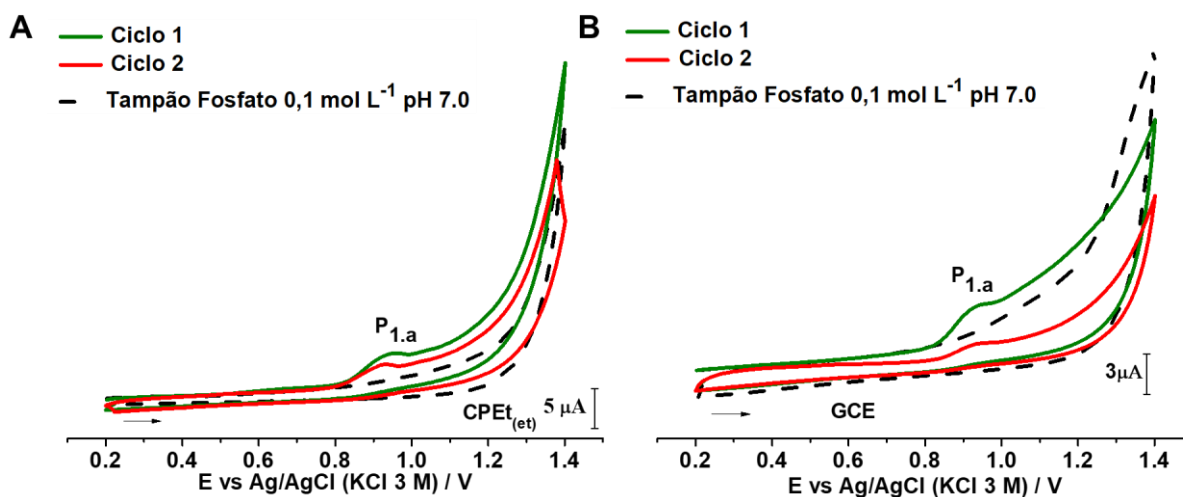 A
Ciclo 1
Ciclo 2
Tampão Fosfato 0,1 mol L⁻¹ pH 7.0
P1.a
CPEt(et)
5 μA
0.2 0.4 0.6 0.8 1.0 1.2 1.4
E vs Ag/AgCl (KCl 3 M) / V
B
Ciclo 1
Ciclo 2
Tampão Fosfato 0,1 mol L⁻¹ pH 7.0
P1.a
3μA
GCE
0.2 0.4 0.6 0.8 1.0 1.2 1.4
E vs Ag/AgCl (KCl 3 M) / V